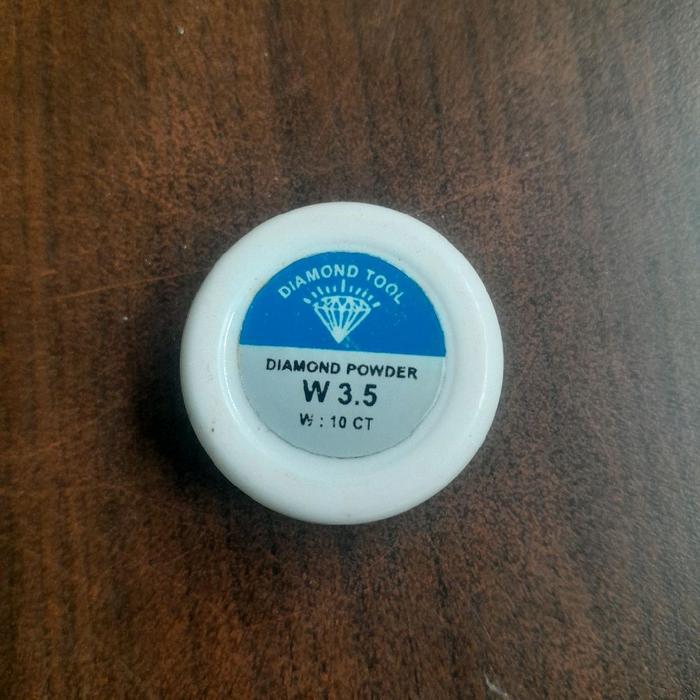 DIAMOND TOOL
DIAMOND POWDER
W 3.5
W : 10 CT